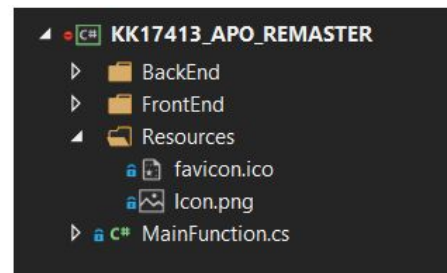 C# KK17413_APO_REMASTER
BackEnd
FrontEnd
Resources
favicon.ico
Icon.png
C# MainFunction.cs